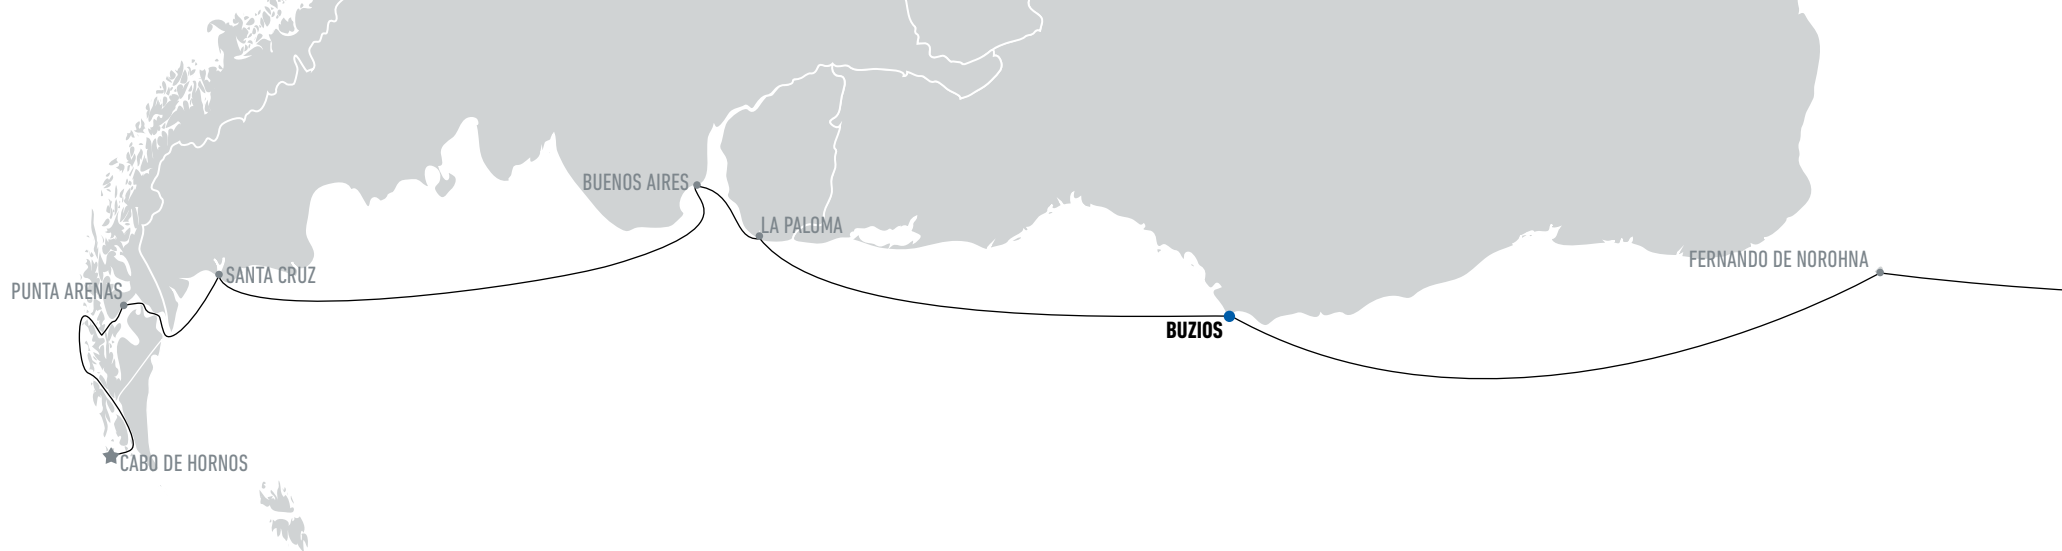 BUENOS AIRES
LA PALOMA
FERNANDO DE NOROHNA
SANTA CRUZ
PUNTA ARENAS
BUZIOS
CABO DE HORNOS